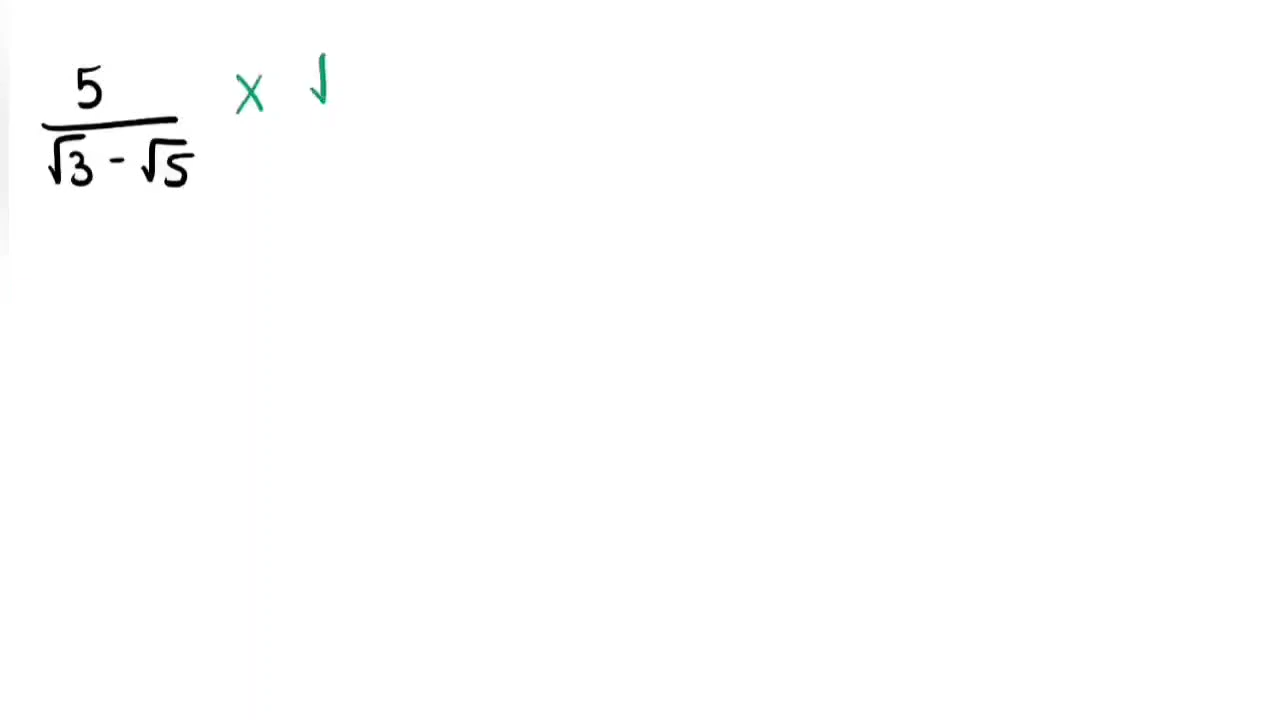 5 × √
√3 - √5